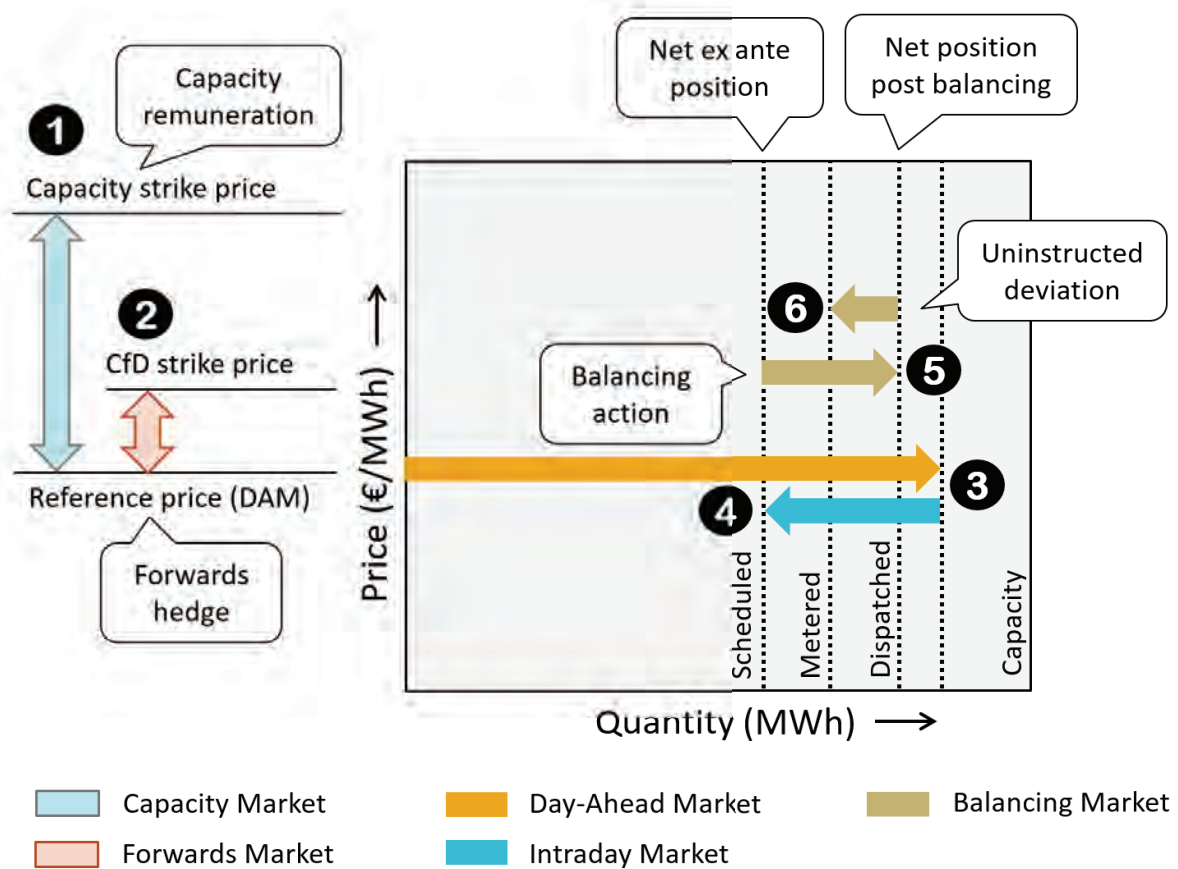 Capacity
remuneration
1
Capacity strike price
2
CfD strike price
Reference price (DAM)
Forwards
hedge
Net ex ante
position
Net position
post balancing
Uninstructed
deviation
6
Balancing
action
5
3
4
Price (€/MWh)
Scheduled
Metered
Dispatched
Capacity
Quantity (MWh)
Capacity Market
Day-Ahead Market
Balancing Market
Forwards Market
Intraday Market